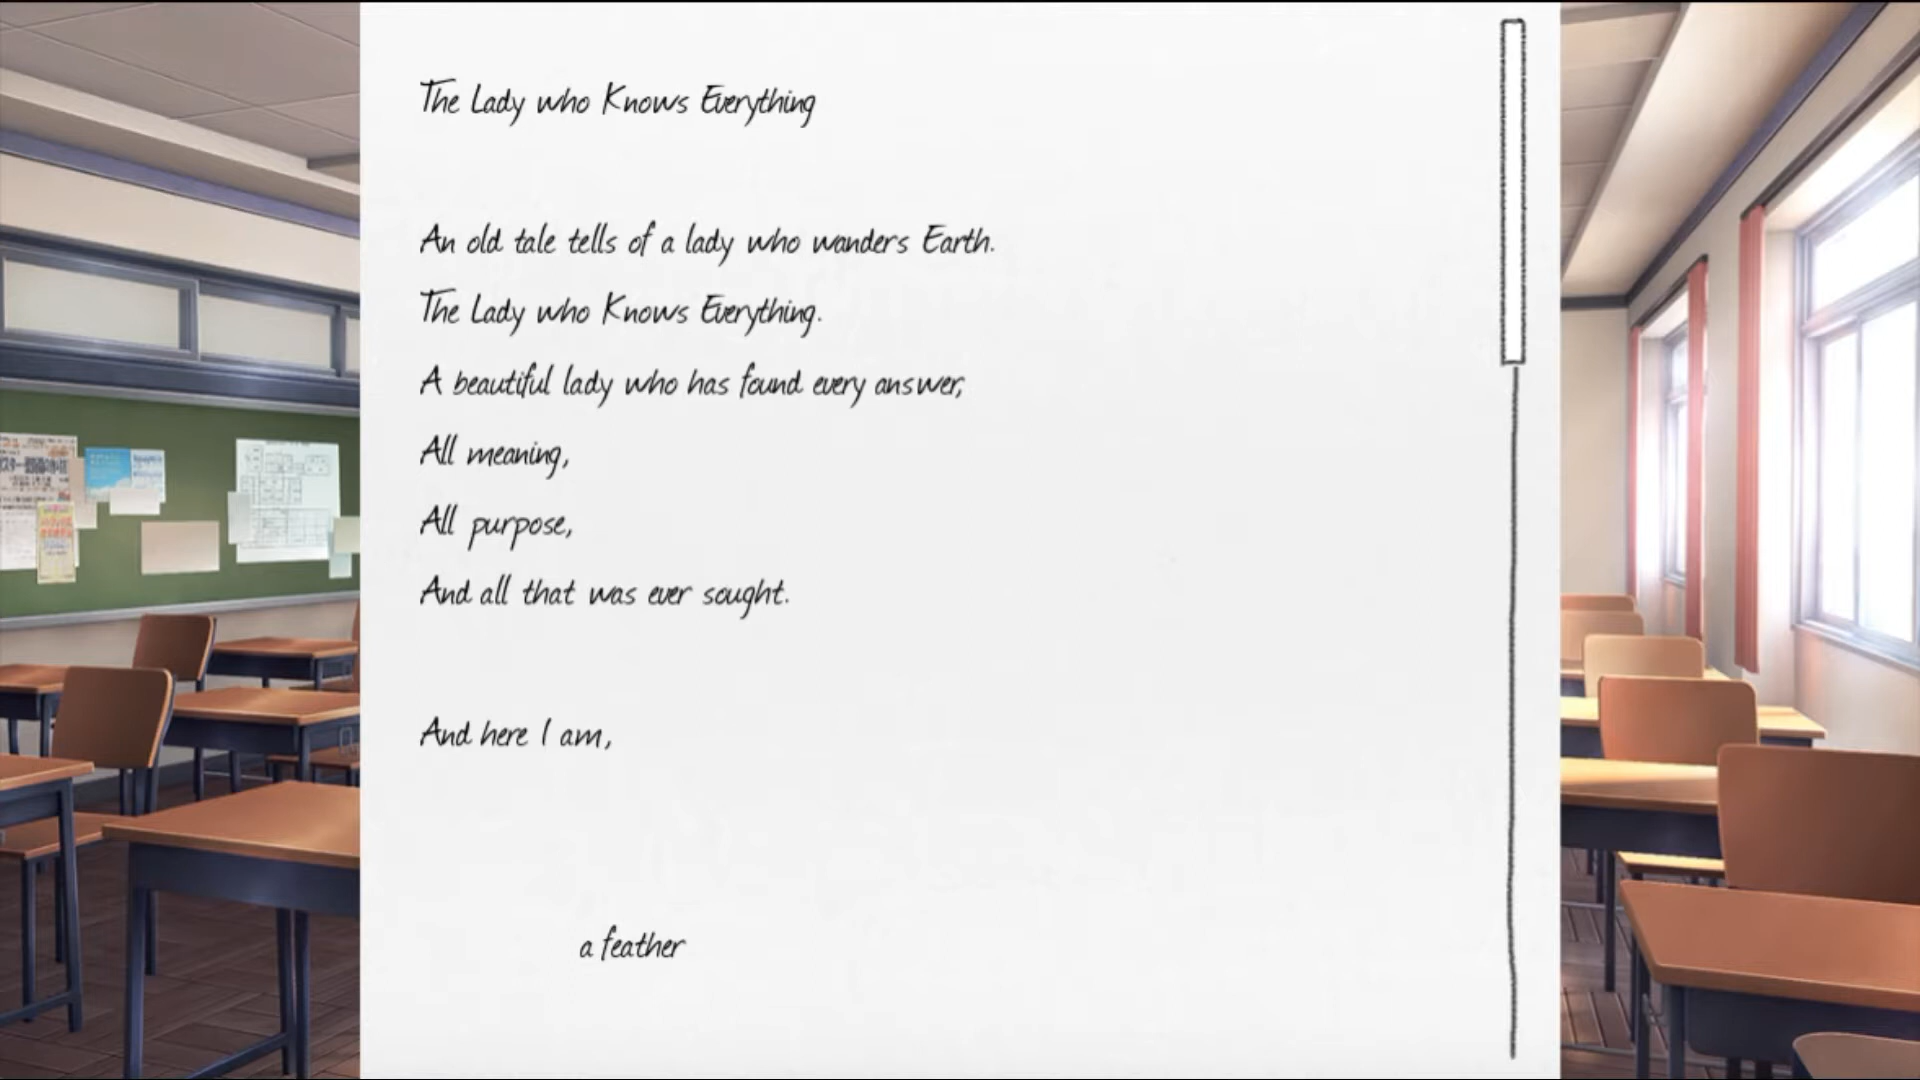 The Lady who Knows Everything
An old tale tells of a lady who wanders Earth.
The Lady who Knows Everything.
A beautiful lady who has found every answer,
All meaning,
All purpose,
And all that was ever sought.
And here I am,
a feather